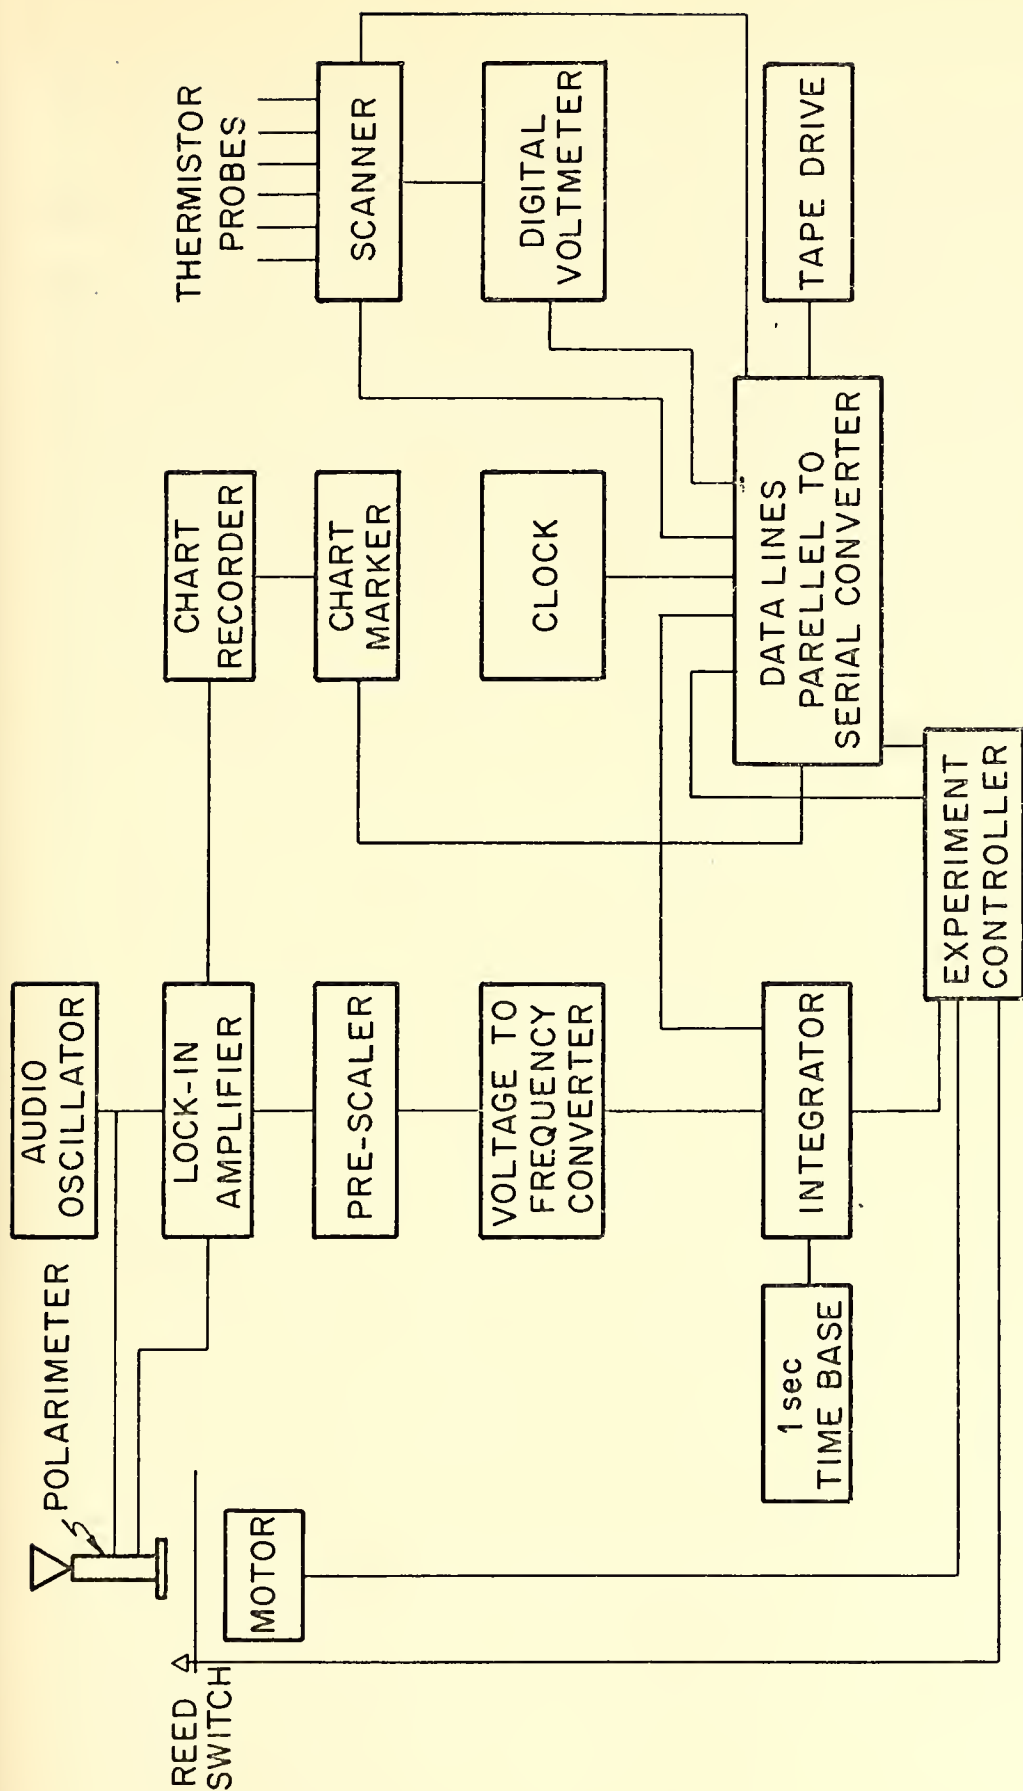 POLARIMETER
REED
SWITCH
MOTOR
AUDIO
OSCILLATOR
LOCK-IN
AMPLIFIER
PRE-SCALER
VOLTAGE TO
FREQUENCY
CONVERTER
1 sec
TIME BASE
INTEGRATOR
CHART
RECORDER
CHART
MARKER
CLOCK
THERMISTOR
PROBES
SCANNER
DIGITAL
VOLTMETER
DATA LINES
PARELLEL TO
SERIAL CONVERTER
TAPE DRIVE
EXPERIMENT
CONTROLLER